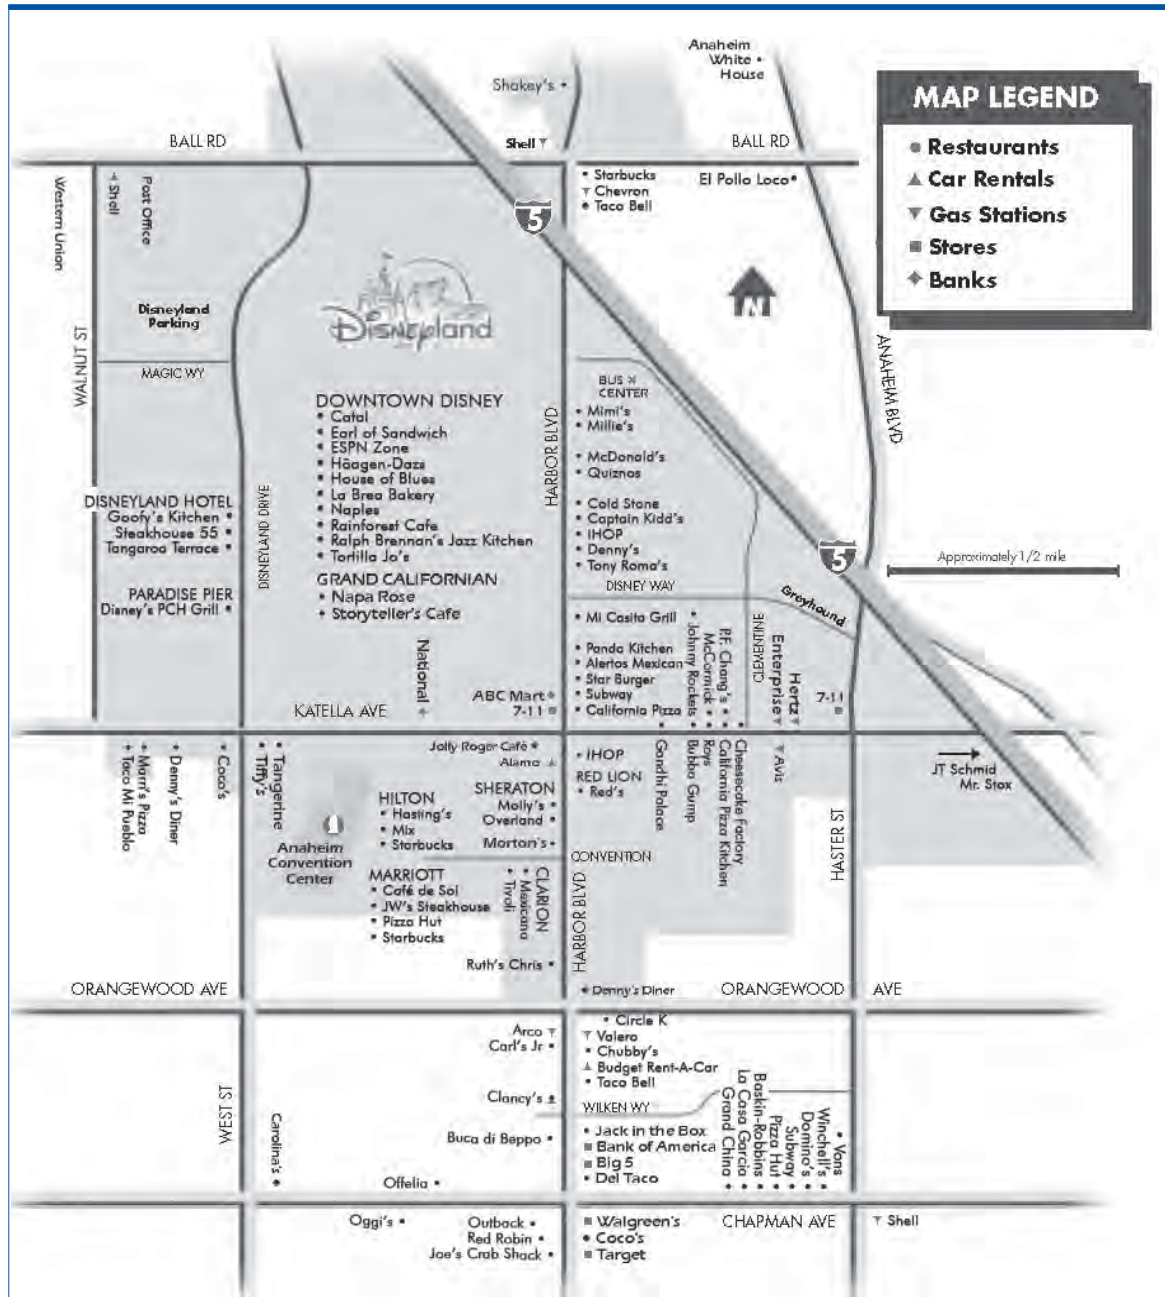 Anaheim
White
House
Shakey's
MAP LEGEND
Restaurants
Car Rentals
Gas Stations
Stores
Banks
BALL RD
Shell
BALL RD
Western Union
Shell
Post Office
Starbucks
Chevron
Taco Bell
El Pollo Loco
5
N
Disneyland
Parking
Disneyland
WALNUT ST
MAGIC WY
ANAHEIM BLVD
BUS
CENTER
HARBOR BLVD
Mimi's
Millie's
McDonald's
Quiznos
Cold Stone
Captain Kidd's
IHOP
Denny's
Tony Roma's
DOWNTOWN DISNEY
Catal
Earl of Sandwich
ESPN Zone
Häagen-Dazs
House of Blues
La Brea Bakery
Naples
Rainforest Cafe
Ralph Brennan's Jazz Kitchen
Tortilla Jo's
GRAND CALIFORNIAN
Napa Rose
Storyteller's Cafe
DISNEYLAND HOTEL
Goofy's Kitchen
Steakhouse 55
Tangaroa Terrace
DISNEYLAND DRIVE
PARADISE PIER
Disney's PCH Grill
5
Approximately 1/2 mile
DISNEY WAY
Greyhound
Mi Casita Grill
Panda Kitchen
Alertos Mexican
Star Burger
Subway
California Pizza
Johnny Rockets
McCormick
P.F. Chang's
CLEMENTINE
Enterprise
Hertz
7-11
National
ABC Mart
7-11
KATELLA AVE
Taco Mi Pueblo
Marri's Pizza
Denny's Diner
Coco's
Tiffy's
Tangerine
Jolly Roger Café
Alamo
SHERATON
Molly's
Overland
Morton's
HILTON
Hasting's
Mix
Starbucks
Anaheim
Convention
Center
IHOP
RED LION
Red's
Gandhi Palace
Bubba Gump
Roys
California Pizza Kitchen
Cheesecake Factory
Avis
JT Schmid
Mr. Stox
HASTER ST
CONVENTION
MARRIOTT
Café de Sol
JW's Steakhouse
Pizza Hut
Starbucks
Tivoli
Mexicana
CLARION
HARBOR BLVD
Ruth's Chris
ORANGEWOOD AVE
Denny's Diner
ORANGEWOOD
AVE
Arco
Carl's Jr
Clancy's
Buca di Beppo
Offelia
Circle K
Valero
Chubby's
Budget Rent-A-Car
Taco Bell
WILKEN WY
Jack in the Box
Bank of America
Big 5
Del Taco
WEST ST
Carolina's
Grand China
La Casa Garcia
Baskin-Robbins
Pizza Hut
Subway
Domino's
Winchell's
Vons
Oggi's
Outback
Red Robin
Joe's Crab Shack
Walgreen's
Coco's
Target
CHAPMAN AVE
Shell